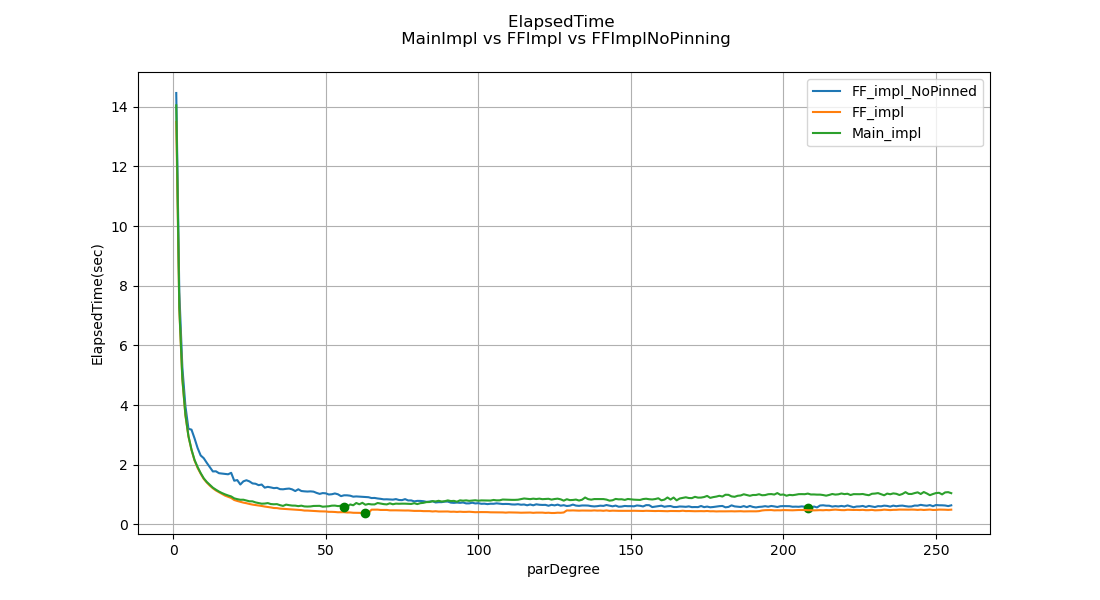 ElapsedTime
MainImpl vs FFImpl vs FFImplNoPinning
FF_impl_NoPinned
FF_impl
Main_impl
ElapsedTime(sec)
14
12
10
8
6
4
2
0
0 50 100 150 200 250
parDegree